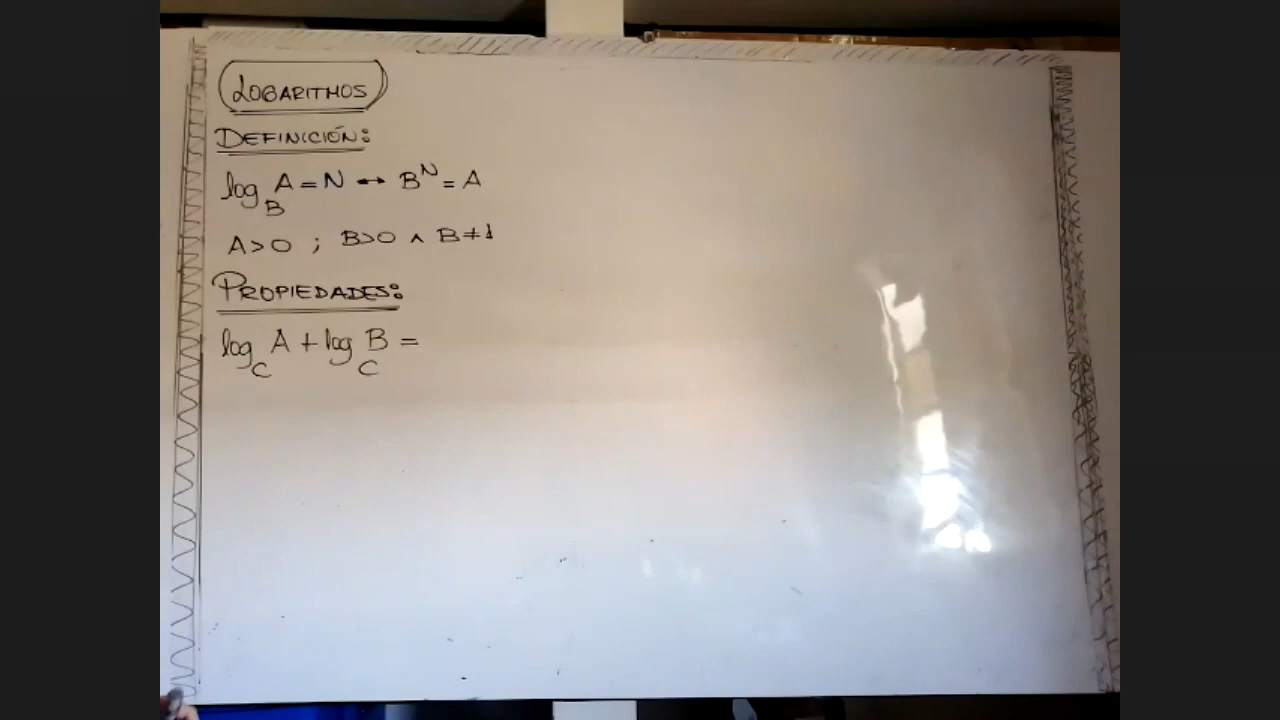 LOGARITMOS
DEFINICIÓN:
log_B A = N ↔ B^N = A
A>0 ; B>0 ∧ B≠1
PROPIEDADES:
log_C A + log_C B =